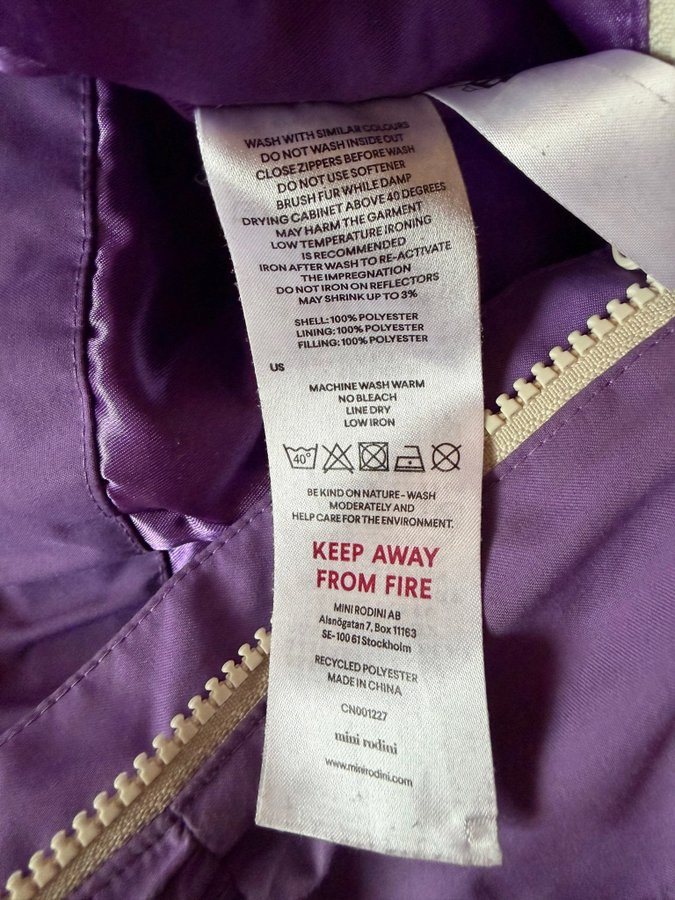 WASH WITH SIMILAR COLOURS
DO NOT WASH INSIDE OUT
CLOSE ZIPPERS BEFORE WASH
DO NOT USE SOFTENER
BRUSH FUR WHILE DAMP
DRYING CABINET ABOVE 40 DEGREES
MAY HARM THE GARMENT
LOW TEMPERATURE IRONING
IS RECOMMENDED
IRON AFTER WASH TO RE-ACTIVATE
THE IMPREGNATION
DO NOT IRON ON REFLECTORS
MAY SHRINK UP TO 3%
SHELL: 100% POLYESTER
LINING: 100% POLYESTER
FILLING: 100% POLYESTER
US
MACHINE WASH WARM
NO BLEACH
LINE DRY
LOW IRON
40°
BE KIND ON NATURE - WASH
MODERATELY AND
HELP CARE FOR THE ENVIRONMENT.
KEEP AWAY
FROM FIRE
MINI RODINI AB
Alsnögatan 7, Box 11163
SE-100 61 Stockholm
RECYCLED POLYESTER
MADE IN CHINA
CN001227
mini rodini
www.minirodini.com